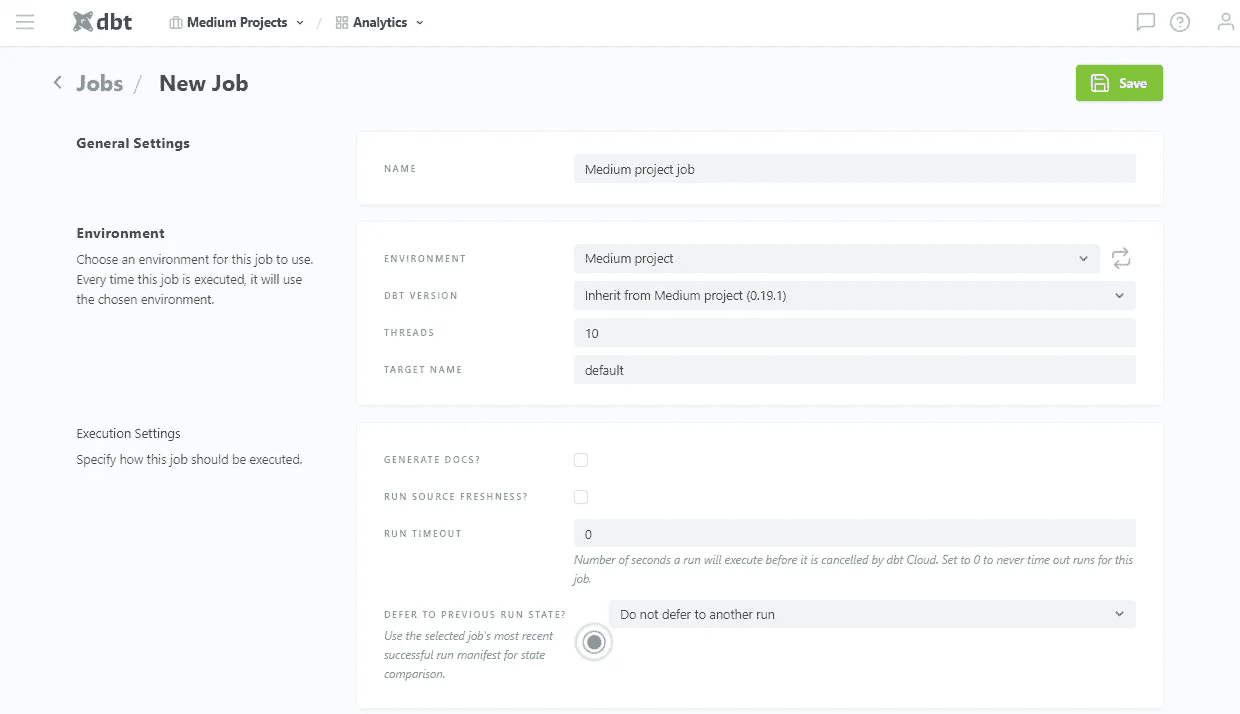 dbt Medium Projects / Analytics
Jobs / New Job
Save
General Settings
NAME
Medium project job
Environment
Choose an environment for this job to use.
Every time this job is executed, it will use
the chosen environment.
ENVIRONMENT
Medium project
DBT VERSION
Inherit from Medium project (0.19.1)
THREADS
10
TARGET NAME
default
Execution Settings
Specify how this job should be executed.
GENERATE DOCS?
RUN SOURCE FRESHNESS?
RUN TIMEOUT
0
Number of seconds a run will execute before it is cancelled by dbt Cloud. Set to 0 to never time out runs for this
job.
DEFER TO PREVIOUS RUN STATE?
Do not defer to another run
Use the selected job's most recent
successful run manifest for state
comparison.